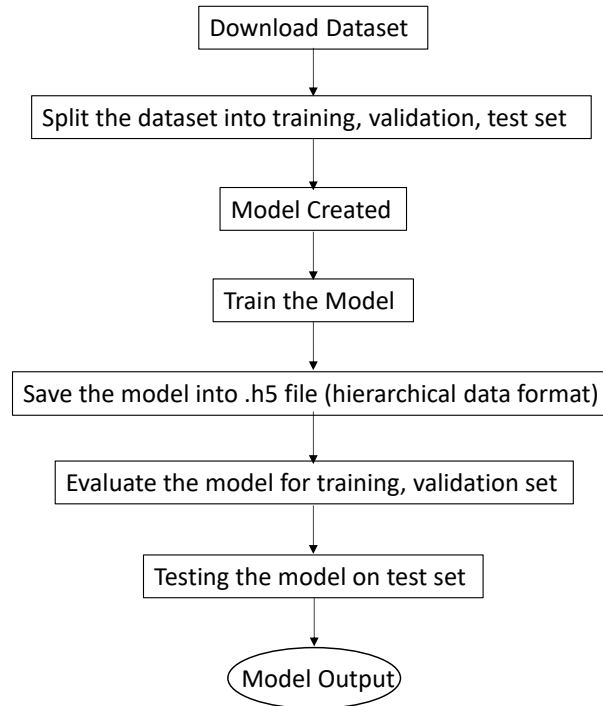 Download Dataset
Split the dataset into training, validation, test set
Model Created
Train the Model
Save the model into .h5 file (hierarchical data format)
Evaluate the model for training, validation set
Testing the model on test set
Model Output